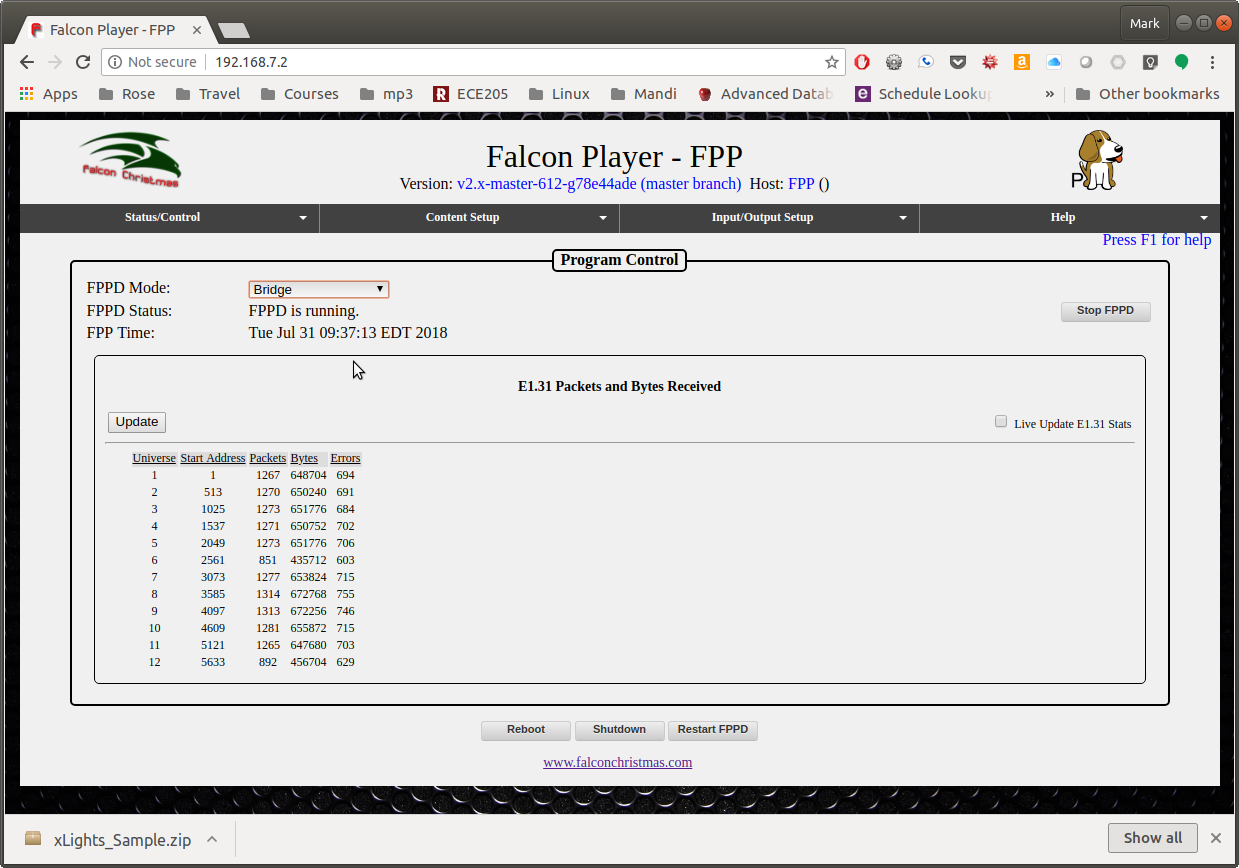 Falcon Player - FPP
Mark
Not secure 192.168.7.2
Apps Rose Travel Courses mp3 ECE205 Linux Mandi Advanced Datab Schedule Lookup » Other bookmarks
Falcon Christmas
Falcon Player - FPP
Version: v2.x-master-612-g78e44ade (master branch) Host: FPP ()
P
Status/Control Content Setup Input/Output Setup Help
Press F1 for help
Program Control
FPPD Mode: Bridge
FPPD Status: FPPD is running.
Stop FPPD
FPP Time: Tue Jul 31 09:37:13 EDT 2018
E1.31 Packets and Bytes Received
Update Live Update E1.31 Stats
Universe Start Address Packets Bytes Errors
1 1 1267 648704 694
2 513 1270 650240 691
3 1025 1273 651776 684
4 1537 1271 650752 702
5 2049 1273 651776 706
6 2561 851 435712 603
7 3073 1277 653824 715
8 3585 1314 672768 755
9 4097 1313 672256 746
10 4609 1281 655872 715
11 5121 1265 647680 703
12 5633 892 456704 629
Reboot Shutdown Restart FPPD
www.falconchristmas.com
xLights_Sample.zip Show all